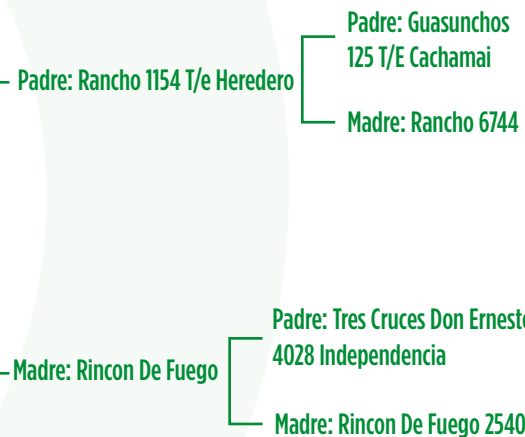 Padre: Guasunchos
125 T/E Cachamai
Padre: Rancho 1154 T/e Heredero
Madre: Rancho 6744
Padre: Tres Cruces Don Ernesto
4028 Independencia
Madre: Rincon De Fuego
Madre: Rincon De Fuego 2540